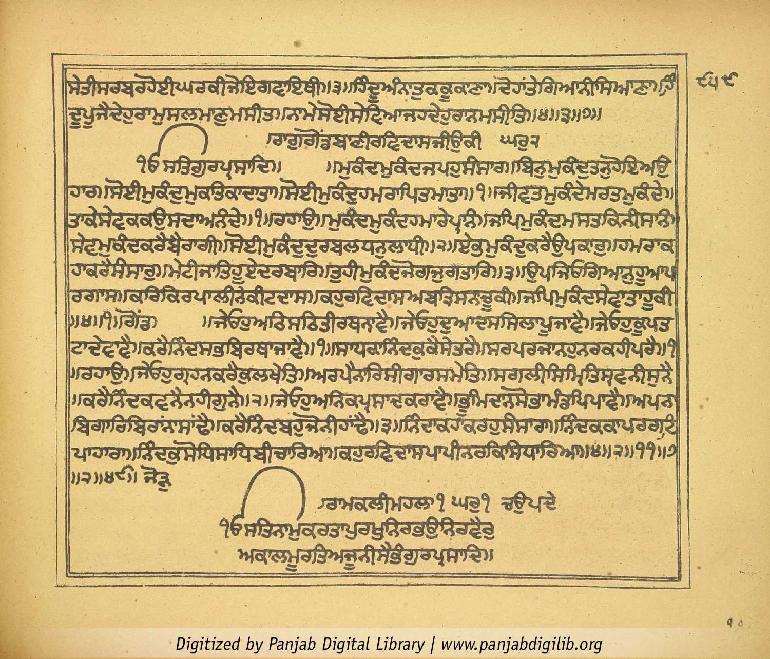 ਸੇਤੀਸਰਬਰਹੋਈਘਰਕੀਜੋਇਗਵਾਇਥੀ॥੩॥ਹਿੰਦੂਅੰਨਾਤੁਰਕੂਕਾਣਾ॥ਦੋਹਾਂਤੇਗਿਆਨੀਸਿਆਣਾ॥ਹਿੰ
ਦੂਪੂਜੈਦੇਹੁਰਾਮੁਸਲਮਾਣੁਮਸੀਤ॥ਨਾਮੇਸੋਈਸੇਵਿਆਜਹਦੇਹੁਰਾਨਮਸੀਤਿ॥੪॥੩॥੭॥
੯੫੯
ਰਾਗੁਗੋਂਡਬਾਣੀਰਵਿਦਾਸਜੀਉਕੀ ਘਰੁ੨
ੴਸਤਿਗੁਰਪ੍ਰਸਾਦਿ॥ ॥ਮੁਕੰਦਮੁਕੰਦਜਪਹੁਸੰਸਾਰ॥ਬਿਨੁਮੁਕੰਦਤਨੁਹੋਇਅਉ
ਹਾਰ॥ਸੋਈਮੁਕੰਦੁਮੁਕਤਿਕਾਦਾਤਾ॥ਸੋਈਮੁਕੰਦੁਹਮਰਾਪਿਤਮਾਤਾ॥੧॥ਜੀਵਤਮੁਕੰਦੇਮਰਤਮੁਕੰਦੇ॥
ਤਾਕੇਸੇਵਕਕਉਸਦਾਅਨੰਦੇ॥੧॥ਰਹਾਉ॥ਮੁਕੰਦਮੁਕੰਦਹਮਾਰੇਪ੍ਰਾਨੰ॥ਜਪਿਮੁਕੰਦਮਸਤਕਿਨੀਸਾਨੰ॥
ਸੇਵਮੁਕੰਦਕਰੈਬੈਰਾਗੀ॥ਸੋਈਮੁਕੰਦੁਦੁਰਬਲਧਨੁਲਾਧੀ॥੨॥ਏਕੁਮੁਕੰਦੁਕਰੈਉਪਕਾਰੁ॥ਹਮਰਾਕ
ਹਕਰੈਸੰਸਾਰੁ॥ਮੇਟੀਜਾਤਿਹੂਏਦਰਬਾਰਿ॥ਤੁਹੀਮੁਕੰਦਜੋਗਜੁਗਤਾਰਿ॥੩॥ਉਪਜਿਓਗਿਆਨੁਹੂਆਪ
ਰਗਾਸ॥ਕਰਿਕਿਰਪਾਲੀਨੇਕੀਟਦਾਸ॥ਕਹੁਰਵਿਦਾਸਅਬਤ੍ਰਿਸਨਾਚੂਕੀ॥ਜਪਿਮੁਕੰਦਸੇਵਾਤਾਹੂਕੀ
॥੪॥੧॥ਗੋਂਡ॥ ॥ਜੇਓਹੁਅਠਿਸਠਿਤੀਰਥਨਾਵੈ॥ਜੇਓਹੁਦੁਆਦਸਸਿਲਾਪੂਜਾਵੈ॥ਜੇਓਹੁਕੂਪਤ
ਟਾਦੇਵਾਵੈ॥ਕਰੈਨਿੰਦਸਭਬਿਰਥਾਜਾਵੈ॥੧॥ਸਾਧਕਾਨਿੰਦਕੁਕੈਸੇਤਰੈ॥ਸਰਪਰਜਾਨਹੁਨਰਕਹੀਪਰੈ॥੧
॥ਰਹਾਉ॥ਜੇਓਹੁਗ੍ਰਹਨਕਰੈਕੁਲਖੇਤਿ॥ਅਰਪੈਨਾਰਿਸੀਗਾਰਸਮੇਤਿ॥ਸਗਲੀਸਿੰਮ੍ਰਿਤਿਸ੍ਰਵਨੀਸੁਨੈ
॥ਕਰੈਨਿੰਦਕਵਨੈਨਹੀਗੁਨੈ॥੨॥ਜੇਓਹੁਅਨਿਕਪ੍ਰਸਾਦਕਰਾਵੈ॥ਭੂਮਿਦਾਨਸੋਭਾਮੰਡਪਿਪਾਵੈ॥ਅਪਨਾ
ਬਿਗਾਰਿਬਿਰਾਂਨਾਸਾਂਢੈ॥ਕਰੈਨਿੰਦਬਹੁਜੋਨੀਹਾਂਢੈ॥੩॥ਨਿੰਦਾਕਹਾਕਰਹੁਸੰਸਾਰਾ॥ਨਿੰਦਕਕਾਪਰਗਟਿ
ਪਾਹਾਰਾ॥ਨਿੰਦਕੁਸੋਧਿਸਾਧਿਬੀਚਾਰਿਆ॥ਕਹੁਰਵਿਦਾਸਪਾਪੀਨਰਕਿਸਿਧਾਰਿਆ॥੪॥੨॥੧੧॥੭
॥੨॥੪੯॥ ਜੋੜੁ
ਰਾਮਕਲੀਮਹਲਾ੧ ਘਰੁ੧ ਚਉਪਦੇ
ੴਸਤਿਨਾਮੁਕਰਤਾਪੁਰਖੁਨਿਰਭਉਨਿਰਵੈਰੁ
ਅਕਾਲਮੂਰਤਿਅਜੂਨੀਸੈਭੰਗੁਰਪ੍ਰਸਾਦਿ॥
Digitized by Panjab Digital Library | www.panjabdigilib.org